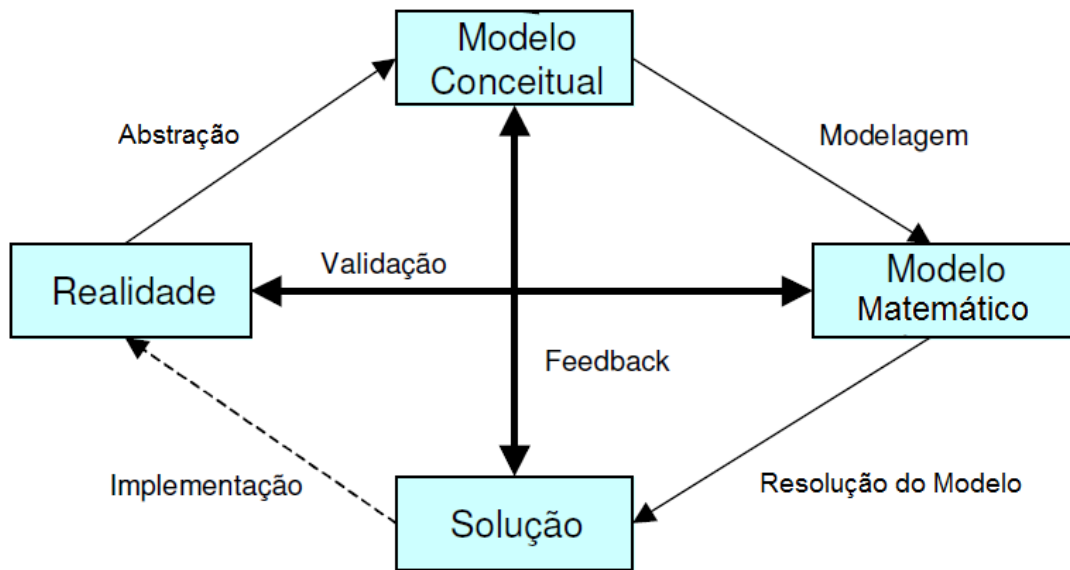 Modelo
Conceitual
Abstração
Modelagem
Realidade
Validação
Modelo
Matemático
Feedback
Implementação
Solução
Resolução do Modelo